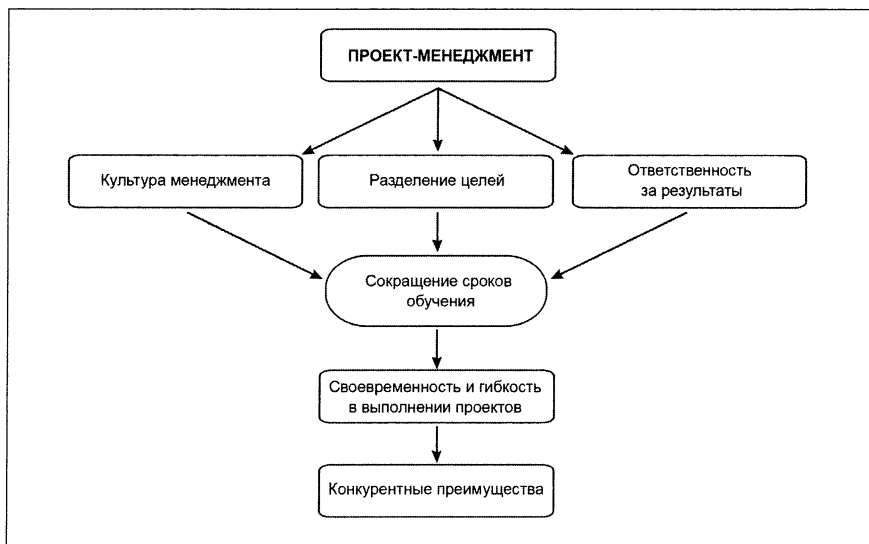 ПРОЕКТ-МЕНЕДЖМЕНТ
Культура менеджмента
Разделение целей
Ответственность
за результаты
Сокращение сроков
обучения
Своевременность и гибкость
в выполнении проектов
Конкурентные преимущества